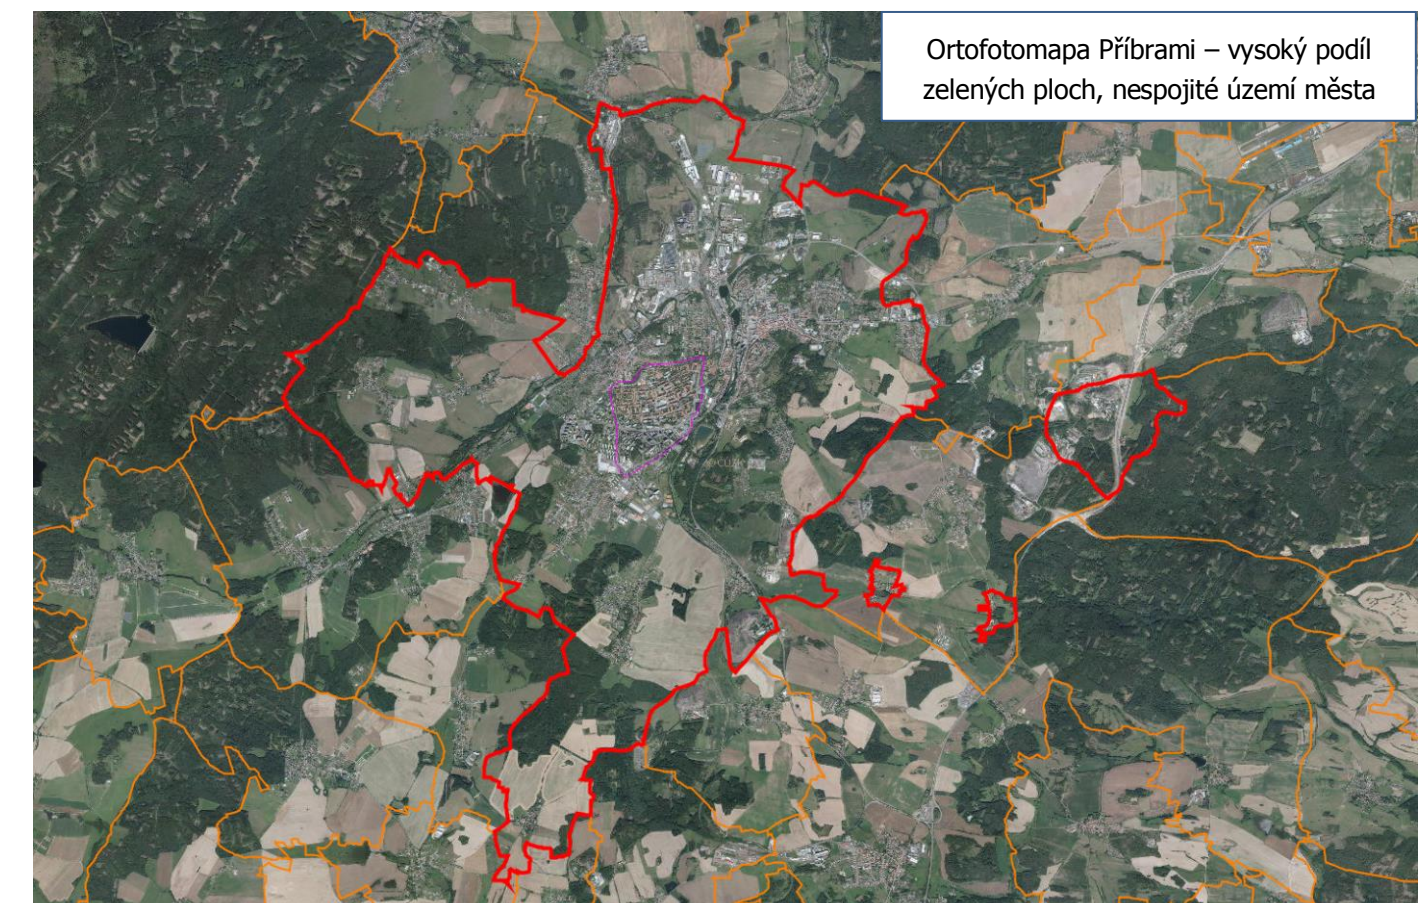 Ortofotomapa Příbrami – vysoký podíl
zelených ploch, nespojité území města